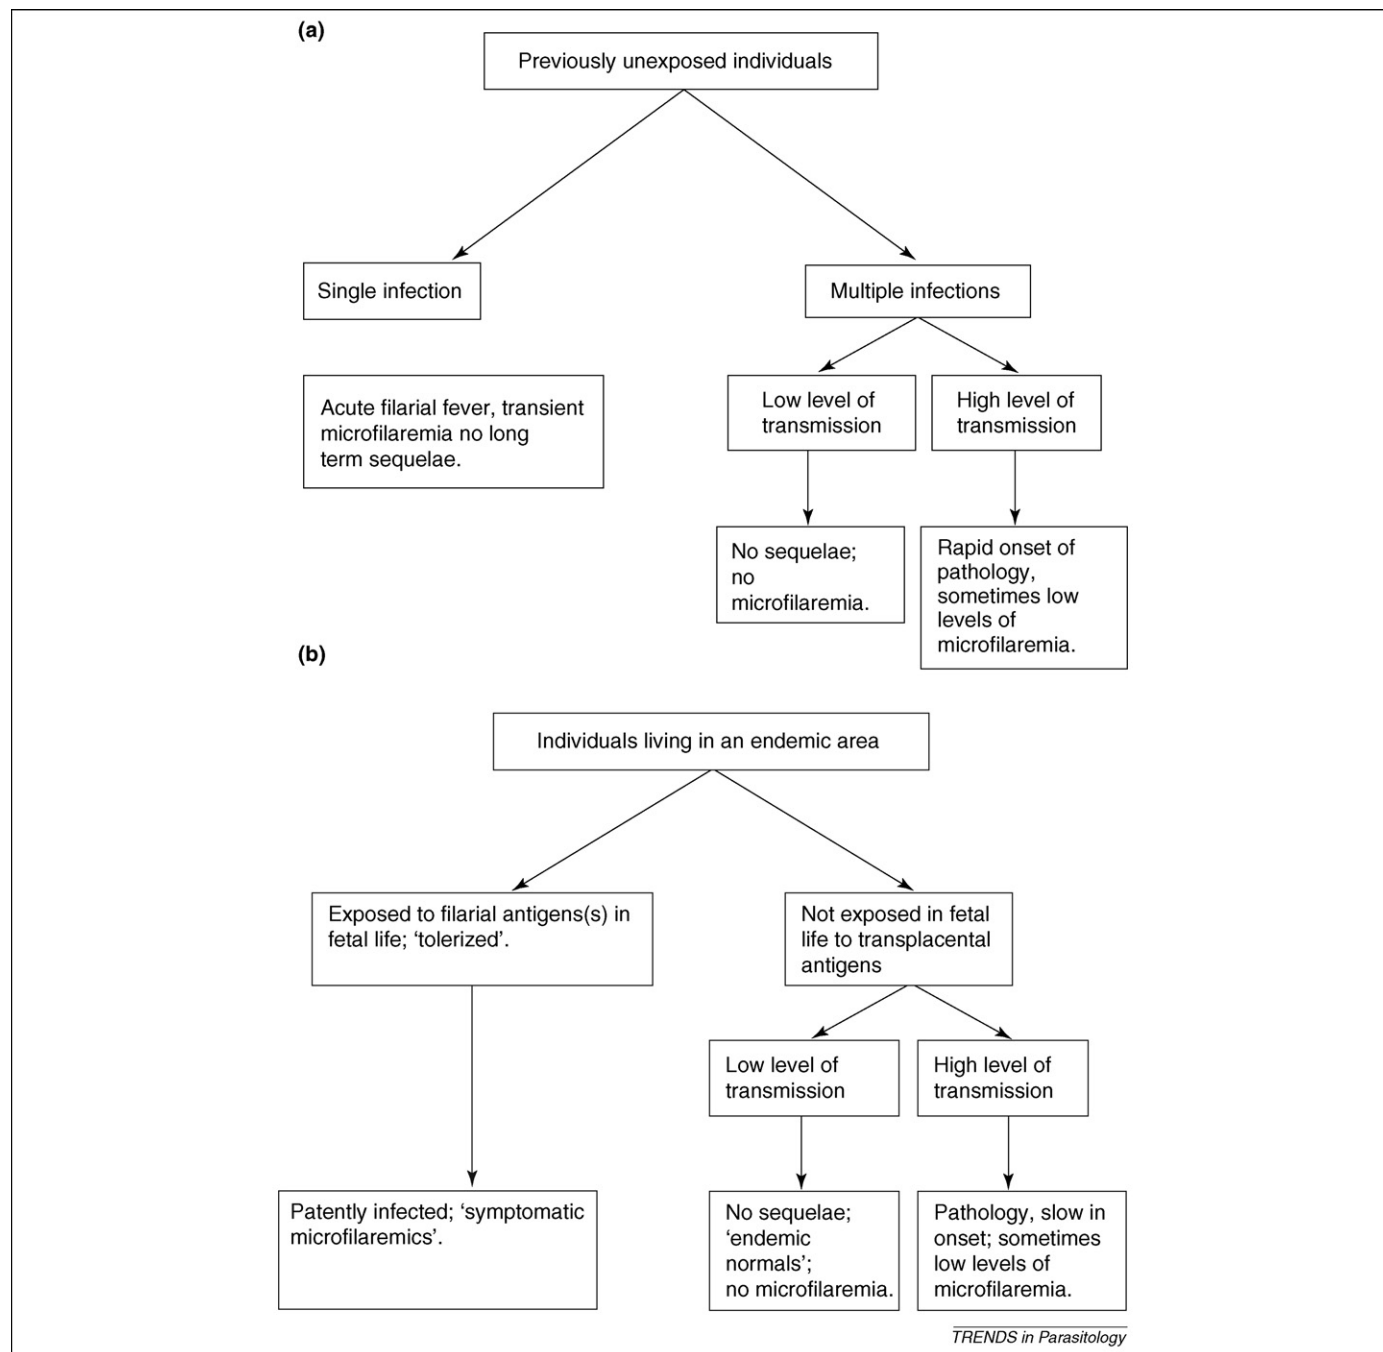 (a)
Previously unexposed individuals
Single infection
Multiple infections
Acute filarial fever, transient
microfilaremia no long
term sequelae.
Low level of
transmission
High level of
transmission
No sequelae;
no
microfilaremia.
Rapid onset of
pathology,
sometimes low
levels of
microfilaremia.
(b)
Individuals living in an endemic area
Exposed to filarial antigens(s) in
fetal life; ‘tolerized’.
Not exposed in fetal
life to transplacental
antigens
Low level of
transmission
High level of
transmission
Patently infected; ‘symptomatic
microfilaremics’.
No sequelae;
‘endemic
normals’;
no microfilaremia.
Pathology, slow in
onset; sometimes
low levels of
microfilaremia.
TRENDS in Parasitology